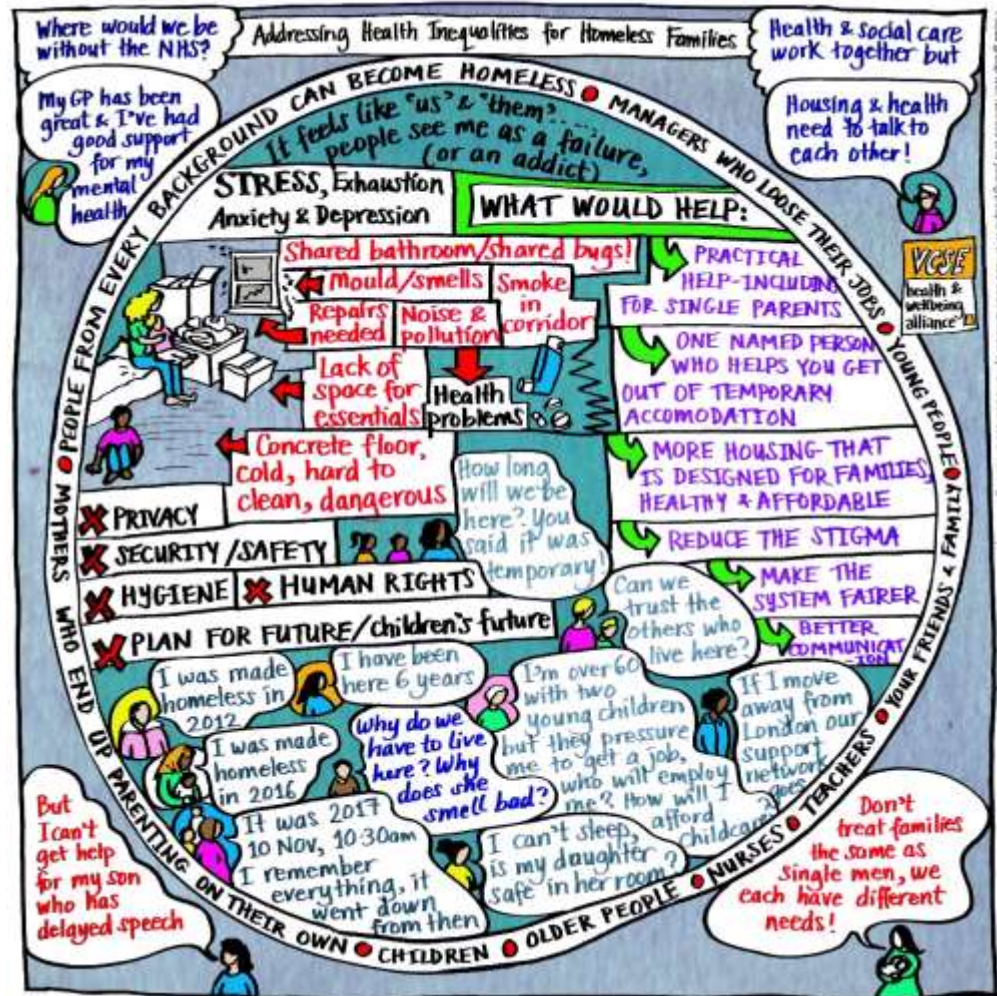 Addressing Health Inequalities for Homeless Families
Where would we be
without the NHS?
My GP has been
great & I've had
good support
for my
mental
health
Health & social care
work together but
Housing & health
need to talk to
each other!
VCSE
health &
wellbeing
alliance
PEOPLE FROM EVERY BACKGROUND CAN BECOME HOMELESS • MANAGERS WHO LOOSE THEIR JOBS • YOUNG PEOPLE • YOUR FRIENDS & FAMILY • TEACHERS • NURSES • OLDER PEOPLE • CHILDREN • MOTHERS WHO END UP PARENTING ON THEIR OWN •
It feels like "us" & "them".....
people see me as a failure,
(or an addict)
STRESS, Exhaustion
Anxiety & Depression
Shared bathroom/shared bugs!
Mould/smells
Smoke
in
corridor
Repairs
needed
Noise &
pollution
Lack of
space for
essentials
Health
problems
Concrete floor,
cold, hard to
clean, dangerous
WHAT WOULD HELP:
PRACTICAL
HELP-INCLUDING
FOR SINGLE PARENTS
ONE NAMED PERSON
WHO HELPS YOU GET
OUT OF TEMPORARY
ACCOMODATION
MORE HOUSING THAT
IS DESIGNED FOR FAMILIES,
HEALTHY & AFFORDABLE
REDUCE THE STIGMA
MAKE THE
SYSTEM FAIRER
BETTER
COMMUNICAT
-ION
X PRIVACY
X SECURITY/SAFETY
X HYGIENE
X HUMAN RIGHTS
X PLAN FOR FUTURE/children's future
How long
will we be
here? You
said it was
temporary!
Can we
trust the
others who
live here?
I was made
homeless in
2012
I have been
here 6 years
I was made
homeless
in 2016
Why do we
have to live
here? Why
does she
smell bad?
I'm over 60
with two
young children
but they pressure
me to get a job,
who will employ
me? How will I
afford
childcare?
If I move
away from
London our
support
network
goes
It was 2017
10 Nov, 10:30am
I remember
everything, it
went down
from then
I can't sleep,
is my daughter
safe in her room?
But
I can't
get help
for my son
who has
delayed speech
Don't
treat families
the same as
single men, we
each have different
needs!